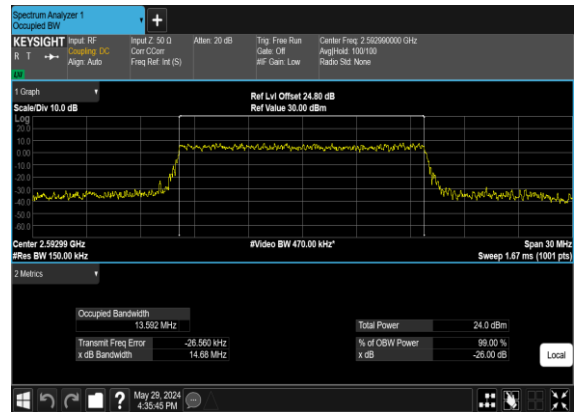 Spectrum Analyzer 1
Occupied BW
+
KEYSIGHT Input: RF Input Z: 50 Ω Atten: 20 dB Trig: Free Run Center Freq: 2.592990000 GHz
R T Coupling: DC Corr CCorr Gate: Off Avg|Hold: 100/100
Align: Auto Freq Ref: Int (S) #IF Gain: Low Radio Std: None
1 Graph
Ref Lvl Offset 24.80 dB
Scale/Div 10.0 dB Ref Value 30.00 dBm
Log
20.0
10.0
0.00
-10.0
-20.0
-30.0
-40.0
-50.0
-60.0
Center 2.59299 GHz #Video BW 470.00 kHz* Span 30 MHz
#Res BW 150.00 kHz Sweep 1.67 ms (1001 pts)
2 Metrics
Occupied Bandwidth
13.592 MHz Total Power 24.0 dBm
Transmit Freq Error -26.560 kHz % of OBW Power 99.00 %
x dB Bandwidth 14.68 MHz x dB -26.00 dB
Local
? May 29, 2024
4:35:45 PM